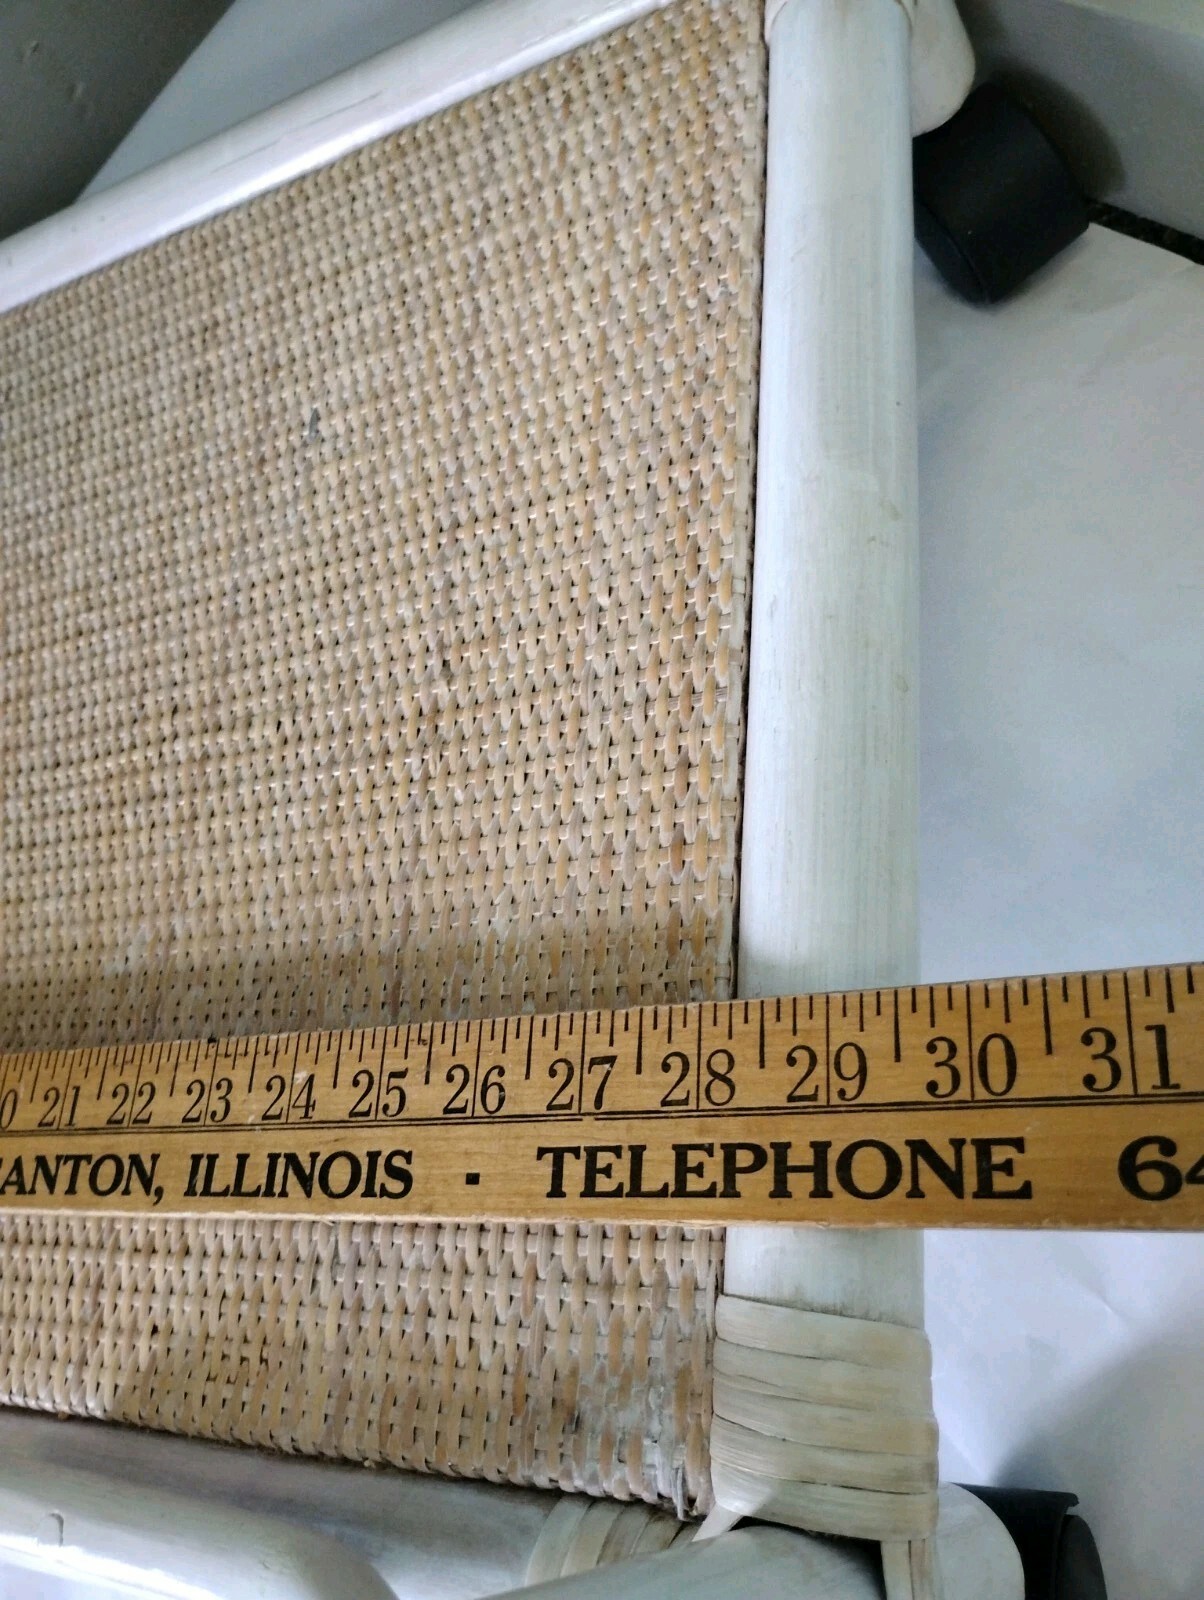 21 22 23 24 25 26 27 28 29 30 31
ANTON, ILLINOIS · TELEPHONE 64